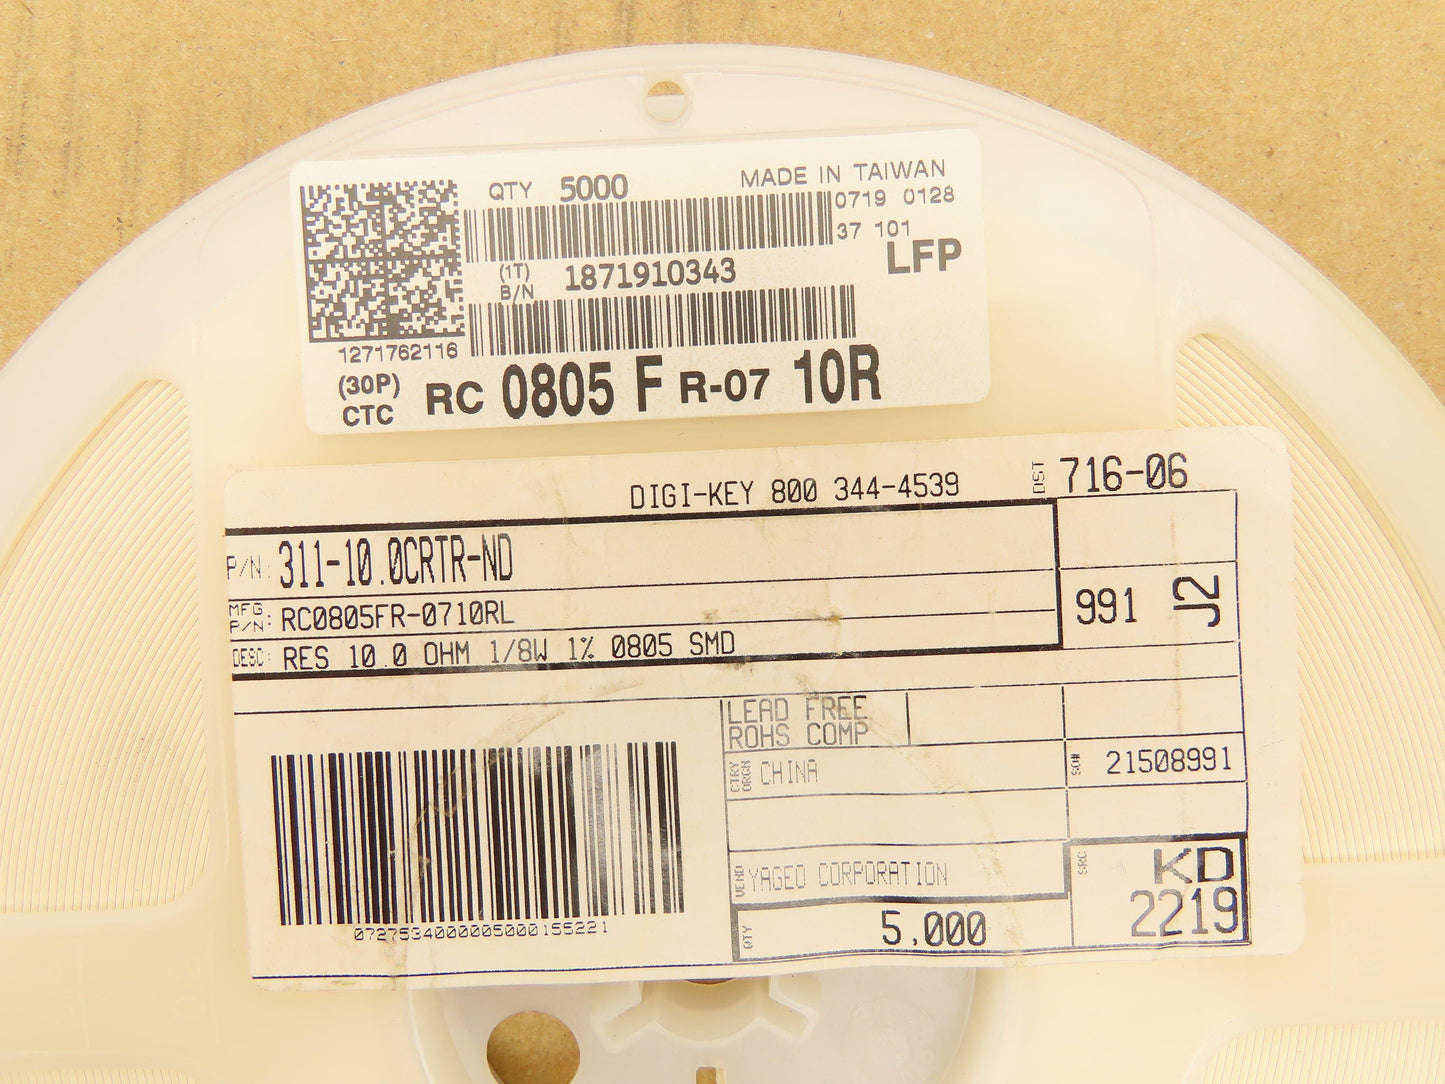 QTY 5000 MADE IN TAIWAN
0719 0128
37 101
(1T)
B/N 1871910343 LFP
1271762116
(30P)
CTC RC 0805 F R-07 10R
DIGI-KEY 800 344-4539 DST 716-06
P/N: 311-10.0CRTR-ND
MFG
P/N: RC0805FR-0710RL
991 J2
DESC: RES 10.0 OHM 1/8W 1% 0805 SMD
LEAD FREE
ROHS COMP
CTRY
ORGN CHINA
SO# 21508991
VEND YAGEO CORPORATION
SRC KD
2219
QTY 5,000
0727534000005000155221